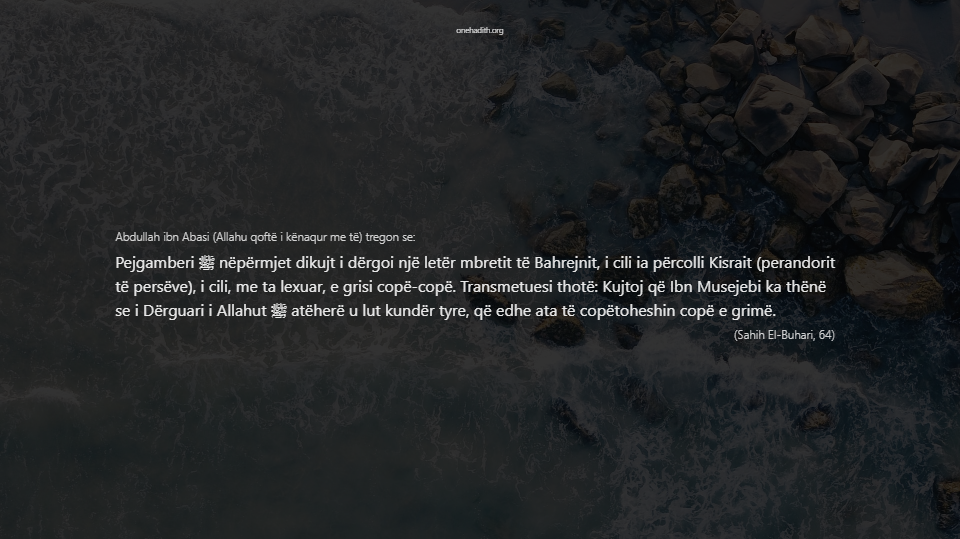 onehadith.org
Abdullah ibn Abasi (Allahu qoftë i kënaqur me të) tregon se:
Pejgamberi ﷺ nëpërmjet dikujt i dërgoi një letër mbretit të Bahrejnit, i cili ia përcolli Kisrait (perandorit
të persëve), i cili, me ta lexuar, e grisi copë-copë. Transmetuesi thotë: Kujtoj që Ibn Musejebi ka thënë
se i Dërguari i Allahut ﷺ atëherë u lut kundër tyre, që edhe ata të copëtoheshin copë e grimë.
(Sahih El-Buhari, 64)